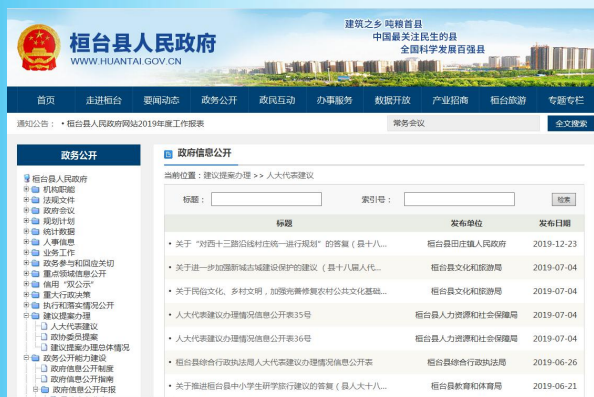 建筑之乡 吨粮首县
中国最关注民生的县
全国科学发展百强县
桓台县人民政府
WWW.HUANTAI.GOV.CN
首页 走进桓台 要闻动态 政务公开 政民互动 办事服务 数据开放 产业招商 桓台旅游 专题专栏
通知公告： • 桓台县人民政府网站2019年度工作报表 常务会议 全文搜索
政务公开
桓台县人民政府
机构职能
法规文件
政府会议
规划计划
统计数据
人事信息
业务工作
政务参与和回应关切
重点领域信息公开
信用“双公示”
重大行政决策
执行和落实情况公开
建议提案办理
人大代表建议
政协委员提案
建议提案办理总体情况
政务公开能力建设
政府信息公开制度
政府信息公开指南
政府信息公开年报
政府信息公开
当前位置：建议提案办理 >> 人大代表建议
标题： 索引号： 检索
标题 发布单位 发布日期
• 关于“对西十三路沿线村庄统一进行规划”的答复（县十八... 桓台县田庄镇人民政府 2019-12-23
• 关于进一步加强新城古城建设保护的建议（县十八届人代... 桓台县文化和旅游局 2019-07-04
• 关于民俗文化、乡村文明，加强完善修复农村公共文化基础... 桓台县文化和旅游局 2019-07-04
• 人大代表建议办理情况信息公开表35号 桓台县人力资源和社会保障局 2019-07-04
• 人大代表建议办理情况信息公开表36号 桓台县人力资源和社会保障局 2019-07-04
• 桓台县综合行政执法局人大代表建议办理情况信息公开表 桓台县综合行政执法局 2019-06-26
• 关于推进桓台县中小学生研学旅行建议的答复（县人大十八... 桓台县教育和体育局 2019-06-21